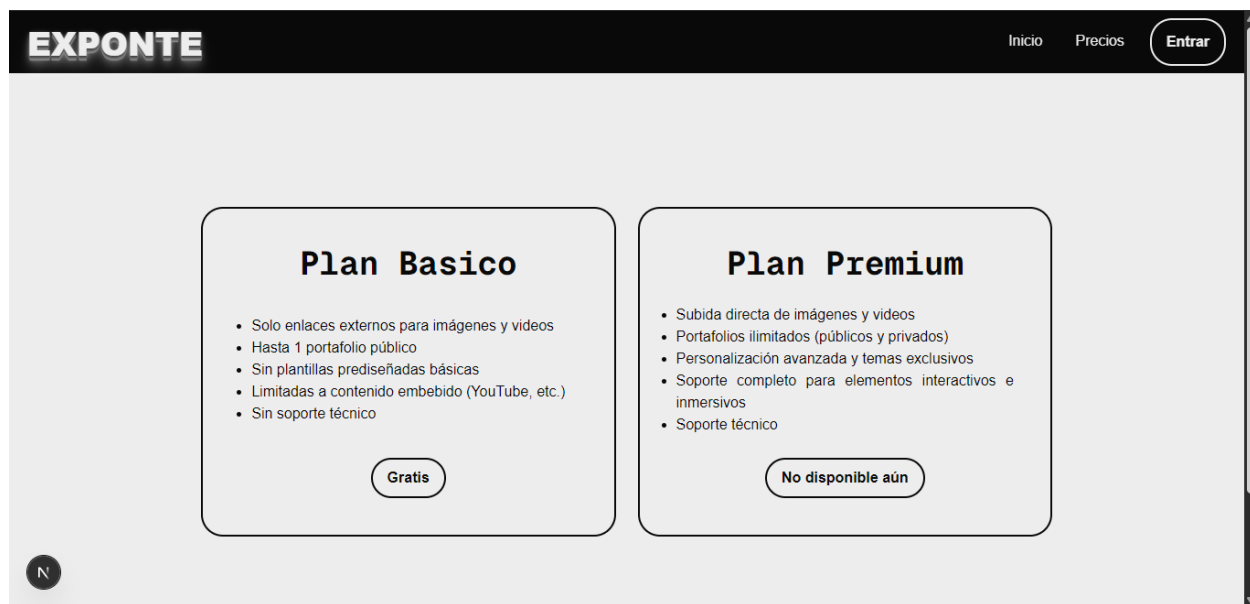 EXPONTE
Inicio
Precios
Entrar
Plan Basico
Solo enlaces externos para imágenes y videos
Hasta 1 portafolio público
Sin plantillas prediseñadas básicas
Limitadas a contenido embebido (YouTube, etc.)
Sin soporte técnico
Gratis
Plan Premium
Subida directa de imágenes y videos
Portafolios ilimitados (públicos y privados)
Personalización avanzada y temas exclusivos
Soporte completo para elementos interactivos e
inmersivos
Soporte técnico
No disponible aún
N